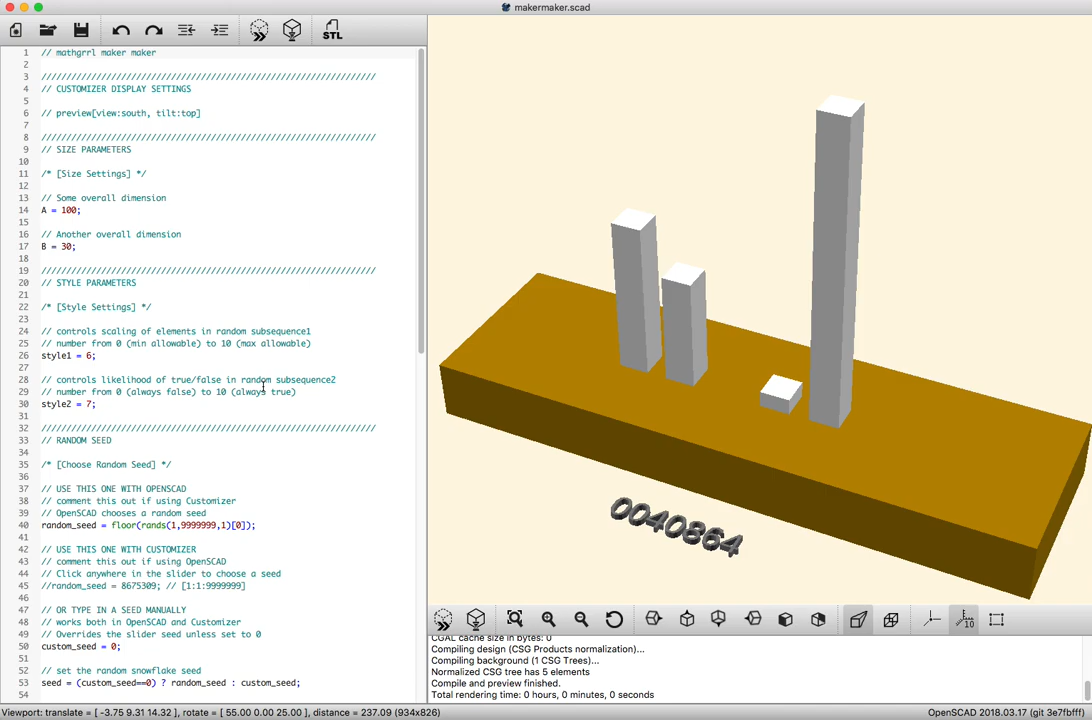 makermaker.scad
STL
1 // mathgrrl maker maker
2
3 ///////////////////////////////////////////////////////////////////
4 // CUSTOMIZER DISPLAY SETTINGS
5
6 // preview[view:south, tilt:top]
7
8 ///////////////////////////////////////////////////////////////////
9 // SIZE PARAMETERS
10
11 /* [Size Settings] */
12
13 // Some overall dimension
14 A = 100;
15
16 // Another overall dimension
17 B = 30;
18
19 ///////////////////////////////////////////////////////////////////
20 // STYLE PARAMETERS
21
22 /* [Style Settings] */
23
24 // controls scaling of elements in random subsequence1
25 // number from 0 (min allowable) to 10 (max allowable)
26 style1 = 6;
27
28 // controls likelihood of true/false in random subsequence2
29 // number from 0 (always false) to 10 (always true)
30 style2 = 7;
31
32 ///////////////////////////////////////////////////////////////////
33 // RANDOM SEED
34
35 /* [Choose Random Seed] */
36
37 // USE THIS ONE WITH OPENSCAD
38 // comment this out if using Customizer
39 // OpenSCAD chooses a random seed
40 random_seed = floor(rands(1,9999999,1)[0]);
41
42 // USE THIS ONE WITH CUSTOMIZER
43 // comment this out if using OpenSCAD
44 // Click anywhere in the slider to choose a seed
45 //random_seed = 8675309; // [1:1:9999999]
46
47 // OR TYPE IN A SEED MANUALLY
48 // works both in OpenSCAD and Customizer
49 // Overrides the slider seed unless set to 0
50 custom_seed = 0;
51
52 // set the random snowflake seed
53 seed = (custom_seed==0) ? random_seed : custom_seed;
54
0040864
10
CGAL cache size in bytes: 0
Compiling design (CSG Products normalization)...
Compiling background (1 CSG Trees)...
Normalized CSG tree has 5 elements
Compile and preview finished.
Total rendering time: 0 hours, 0 minutes, 0 seconds
Viewport: translate = [ -3.75 9.31 14.32 ], rotate = [ 55.00 0.00 25.00 ], distance = 237.09 (934x826)
OpenSCAD 2018.03.17 (git 3e7fbfff)